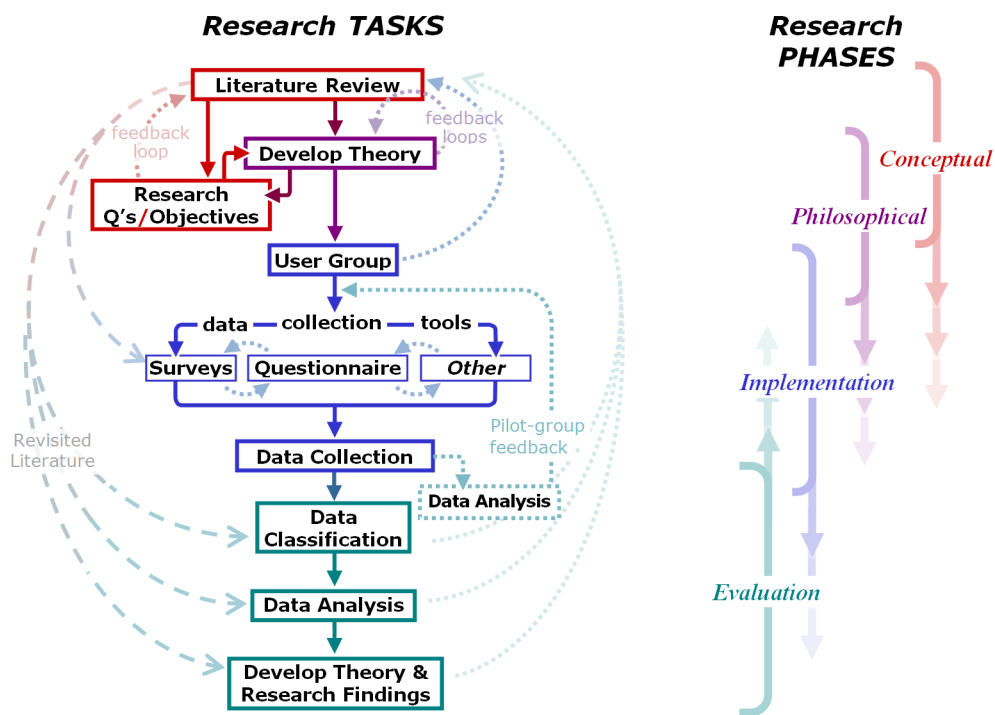 Research TASKS
Literature Review
feedback
loop
feedback
loops
Develop Theory
Research
Q's/Objectives
User Group
data collection tools
Surveys
Questionnaire
Other
Revisited
Literature
Pilot-group
feedback
Data Collection
Data Analysis
Data
Classification
Data Analysis
Develop Theory &
Research Findings
Research
PHASES
Conceptual
Philosophical
Implementation
Evaluation